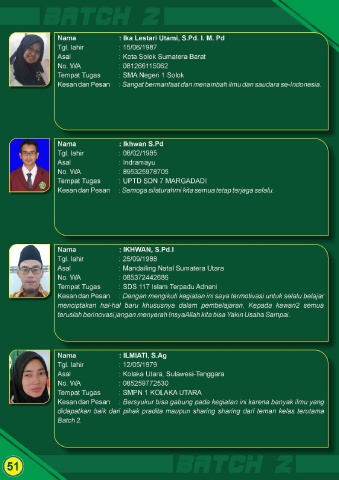 BATCH 2
Nama : Ika Lestari Utami, S.Pd. I. M. Pd
Tgl. lahir : 15/06/1987
Asal : Kota Solok Sumatera Barat
No. WA : 081266115062
Tempat Tugas : SMA Negeri 1 Solok
Kesan dan Pesan : Sangat bermanfaat dan menambah ilmu dan saudara se-Indonesia.
Nama : Ikhwan S.Pd
Tgl. lahir : 08/02/1985
Asal : Indramayu
No. WA : 895325978705
Tempat Tugas : UPTD SDN 7 MARGADADI
Kesan dan Pesan : Semoga silaturahmi kita semua tetap terjaga selalu.
Nama : IKHWAN, S.Pd.I
Tgl. lahir : 25/09/1988
Asal : Mandailing Natal Sumatera Utara
No. WA : 085372442686
Tempat Tugas : SDS 117 Islam Terpadu Adnani
Kesan dan Pesan : Dengan mengikuti kegiatan ini saya termotivasi untuk selalu belajar
menciptakan hal-hal baru khususnya dalam pembelajaran. Kepada kawan2 semua
teruslah berinovasi jangan menyerah InsyaAllah kita bisa Yakin Usaha Sampai.
Nama : ILMIATI, S.Ag
Tgl. lahir : 12/05/1979
Asal : Kolaka Utara, Sulawesi-Tenggara
No. WA : 085259772530
Tempat Tugas : SMPN 1 KOLAKA UTARA
Kesan dan Pesan : Bersyukur bisa gabung pada kegiatan ini karena banyak ilmu yang
didapatkan baik dari pihak pradita maupun sharing sharing dari teman kelas terutama
Batch 2.
51
BATCH 2